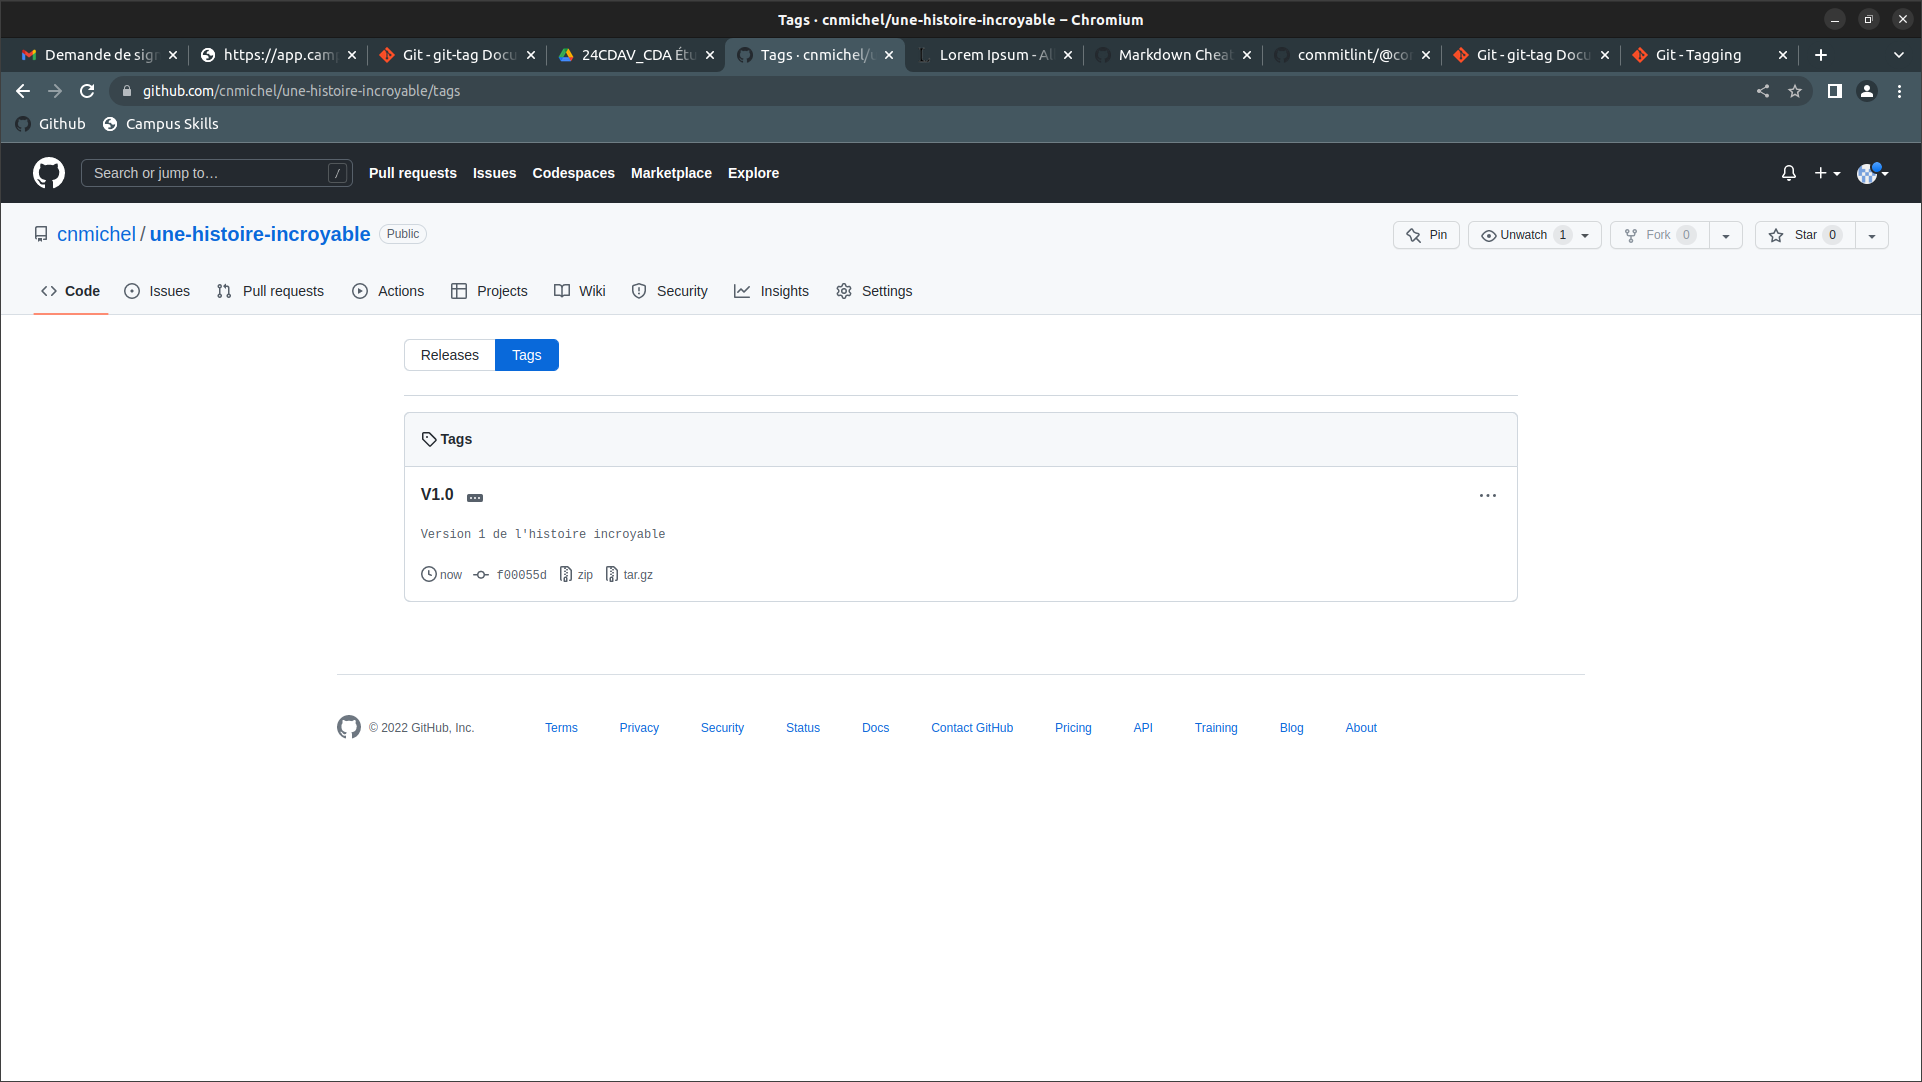 Tags · cnmichel/une-histoire-incroyable – Chromium
Demande de sig https://app.cam Git - git-tag Docu 24CDAV_CDA Étu Tags · cnmichel/u Lorem Ipsum - Al Markdown Cheat commitlint/@co Git - git-tag Docu Git - Tagging
github.com/cnmichel/une-histoire-incroyable/tags
Github Campus Skills
Search or jump to… / Pull requests Issues Codespaces Marketplace Explore
cnmichel / une-histoire-incroyable Public Pin Unwatch 1 Fork 0 Star 0
Code Issues Pull requests Actions Projects Wiki Security Insights Settings
Releases Tags
Tags
V1.0
Version 1 de l'histoire incroyable
now f00055d zip tar.gz
© 2022 GitHub, Inc. Terms Privacy Security Status Docs Contact GitHub Pricing API Training Blog About